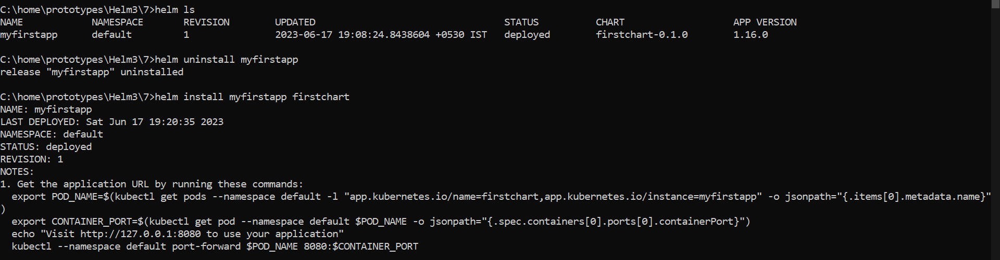 C:\home\prototypes\Helm3\7>helm ls
NAME            NAMESPACE       REVISION        UPDATED                                 STATUS          CHART                   APP VERSION
myfirstapp      default         1               2023-06-17 19:08:24.8438604 +0530 IST   deployed        firstchart-0.1.0        1.16.0
C:\home\prototypes\Helm3\7>helm uninstall myfirstapp
release "myfirstapp" uninstalled
C:\home\prototypes\Helm3\7>helm install myfirstapp firstchart
NAME: myfirstapp
LAST DEPLOYED: Sat Jun 17 19:20:35 2023
NAMESPACE: default
STATUS: deployed
REVISION: 1
NOTES:
1. Get the application URL by running these commands:
  export POD_NAME=$(kubectl get pods --namespace default -l "app.kubernetes.io/name=firstchart,app.kubernetes.io/instance=myfirstapp" -o jsonpath="{.items[0].metadata.name}"
)
  export CONTAINER_PORT=$(kubectl get pod --namespace default $POD_NAME -o jsonpath="{.spec.containers[0].ports[0].containerPort}")
  echo "Visit http://127.0.0.1:8080 to use your application"
  kubectl --namespace default port-forward $POD_NAME 8080:$CONTAINER_PORT